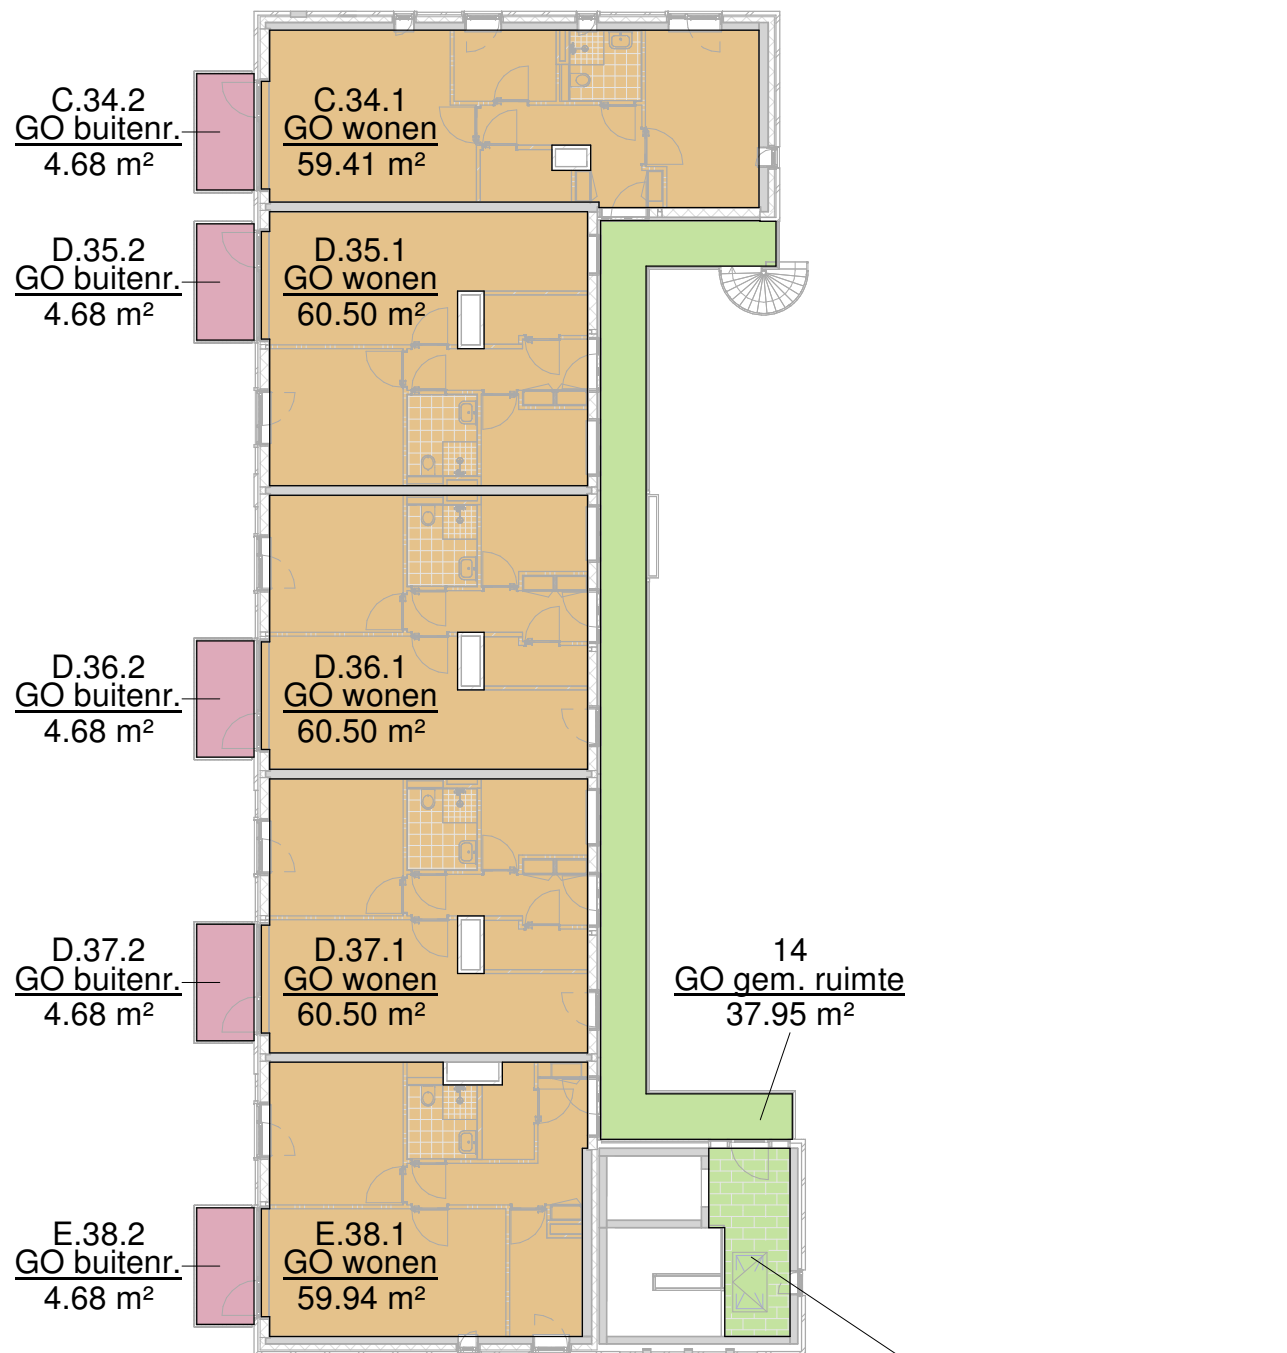 C.34.2
GO buitenr.
4.68 m²
C.34.1
GO wonen
59.41 m²
D.35.2
GO buitenr.
4.68 m²
D.35.1
GO wonen
60.50 m²
D.36.2
GO buitenr.
4.68 m²
D.36.1
GO wonen
60.50 m²
D.37.2
GO buitenr.
4.68 m²
D.37.1
GO wonen
60.50 m²
14
GO gem. ruimte
37.95 m²
E.38.2
GO buitenr.
4.68 m²
E.38.1
GO wonen
59.94 m²